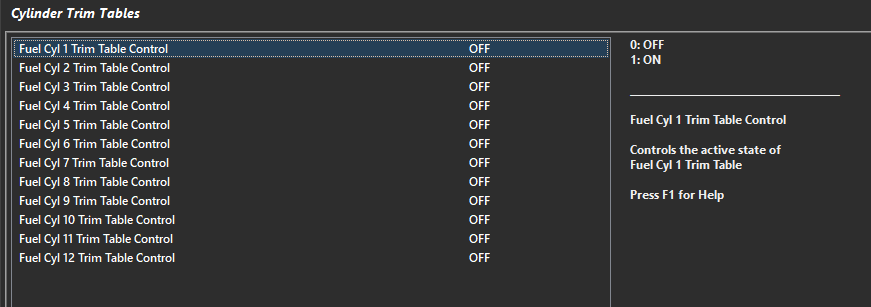 Cylinder Trim Tables
Fuel Cyl 1 Trim Table Control OFF
Fuel Cyl 2 Trim Table Control OFF
Fuel Cyl 3 Trim Table Control OFF
Fuel Cyl 4 Trim Table Control OFF
Fuel Cyl 5 Trim Table Control OFF
Fuel Cyl 6 Trim Table Control OFF
Fuel Cyl 7 Trim Table Control OFF
Fuel Cyl 8 Trim Table Control OFF
Fuel Cyl 9 Trim Table Control OFF
Fuel Cyl 10 Trim Table Control OFF
Fuel Cyl 11 Trim Table Control OFF
Fuel Cyl 12 Trim Table Control OFF
0: OFF
1: ON
Fuel Cyl 1 Trim Table Control
Controls the active state of
Fuel Cyl 1 Trim Table
Press F1 for Help